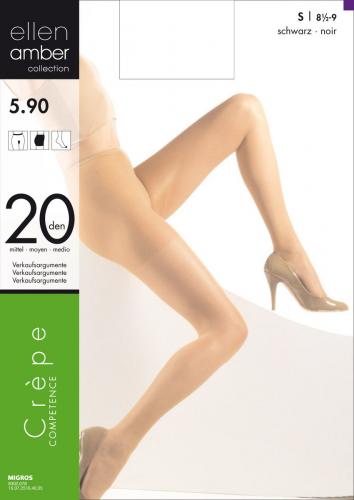 ellen
amber
collection
S | 8½-9
schwarz · noir
5.90
20 den
mittel · moyen · medio
Verkaufsargumente
Verkaufsargumente
Verkaufsargumente
Crêpe
COMPETENCE
MIGROS